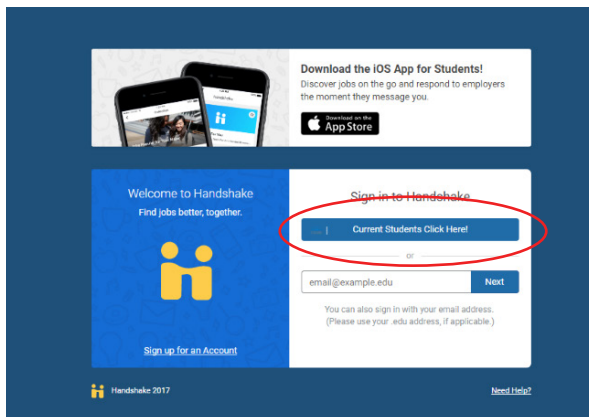 Download the iOS App for Students!
Discover jobs on the go and respond to employers
the moment they message you.
Download on the
App Store
Welcome to Handshake
Find jobs better, together.
Sign up for an Account
Sign in to Handshake
Current Students Click Here!
or
email@example.edu
Next
You can also sign in with your email address.
(Please use your .edu address, if applicable.)
Handshake 2017
Need Help?